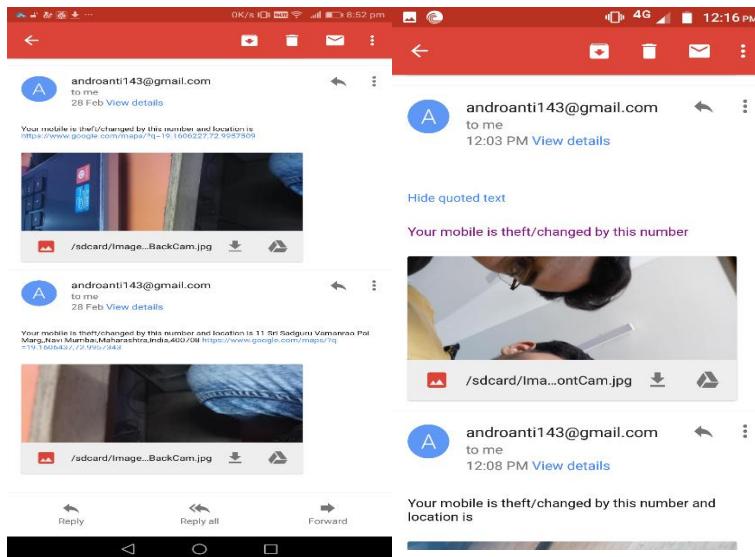 0K/s 8:52 pm
androanti143@gmail.com
to me
28 Feb View details
Your mobile is theft/changed by this number and location is
https://www.google.com/maps/?q=19.1606227,72.9957509
/sdcard/Image...BackCam.jpg
androanti143@gmail.com
to me
28 Feb View details
Your mobile is theft/changed by this number and location is 11 Sri Sadguru Vamanrao Pai
Marg,,Navi Mumbai,Maharashtra,India,400708 https://www.google.com/maps/?q
=19.1606437,72.9957343
/sdcard/Image...BackCam.jpg
Reply
Reply all
Forward
4G 12:16 PM
androanti143@gmail.com
to me
12:03 PM View details
Hide quoted text
Your mobile is theft/changed by this number
/sdcard/Ima...ontCam.jpg
androanti143@gmail.com
to me
12:08 PM View details
Your mobile is theft/changed by this number and
location is